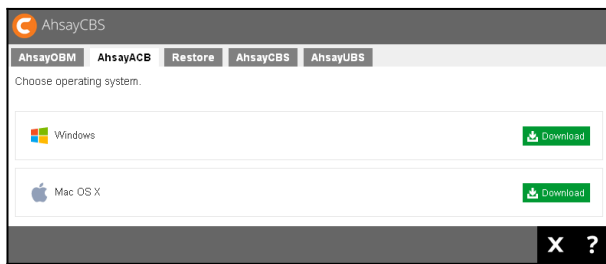 AhsayCBS
AhsayOBM AhsayACB Restore AhsayCBS AhsayUBS
Choose operating system.
Windows Download
Mac OS X Download
X ?